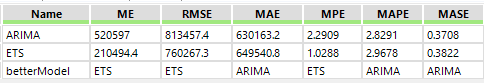 Name ME RMSE MAE MPE MAPE MASE
ARIMA 520597 813457.4 630163.2 2.2909 2.8291 0.3708
ETS 210494.4 760267.3 649540.8 1.0288 2.9678 0.3822
betterModel ETS ETS ARIMA ETS ARIMA ARIMA